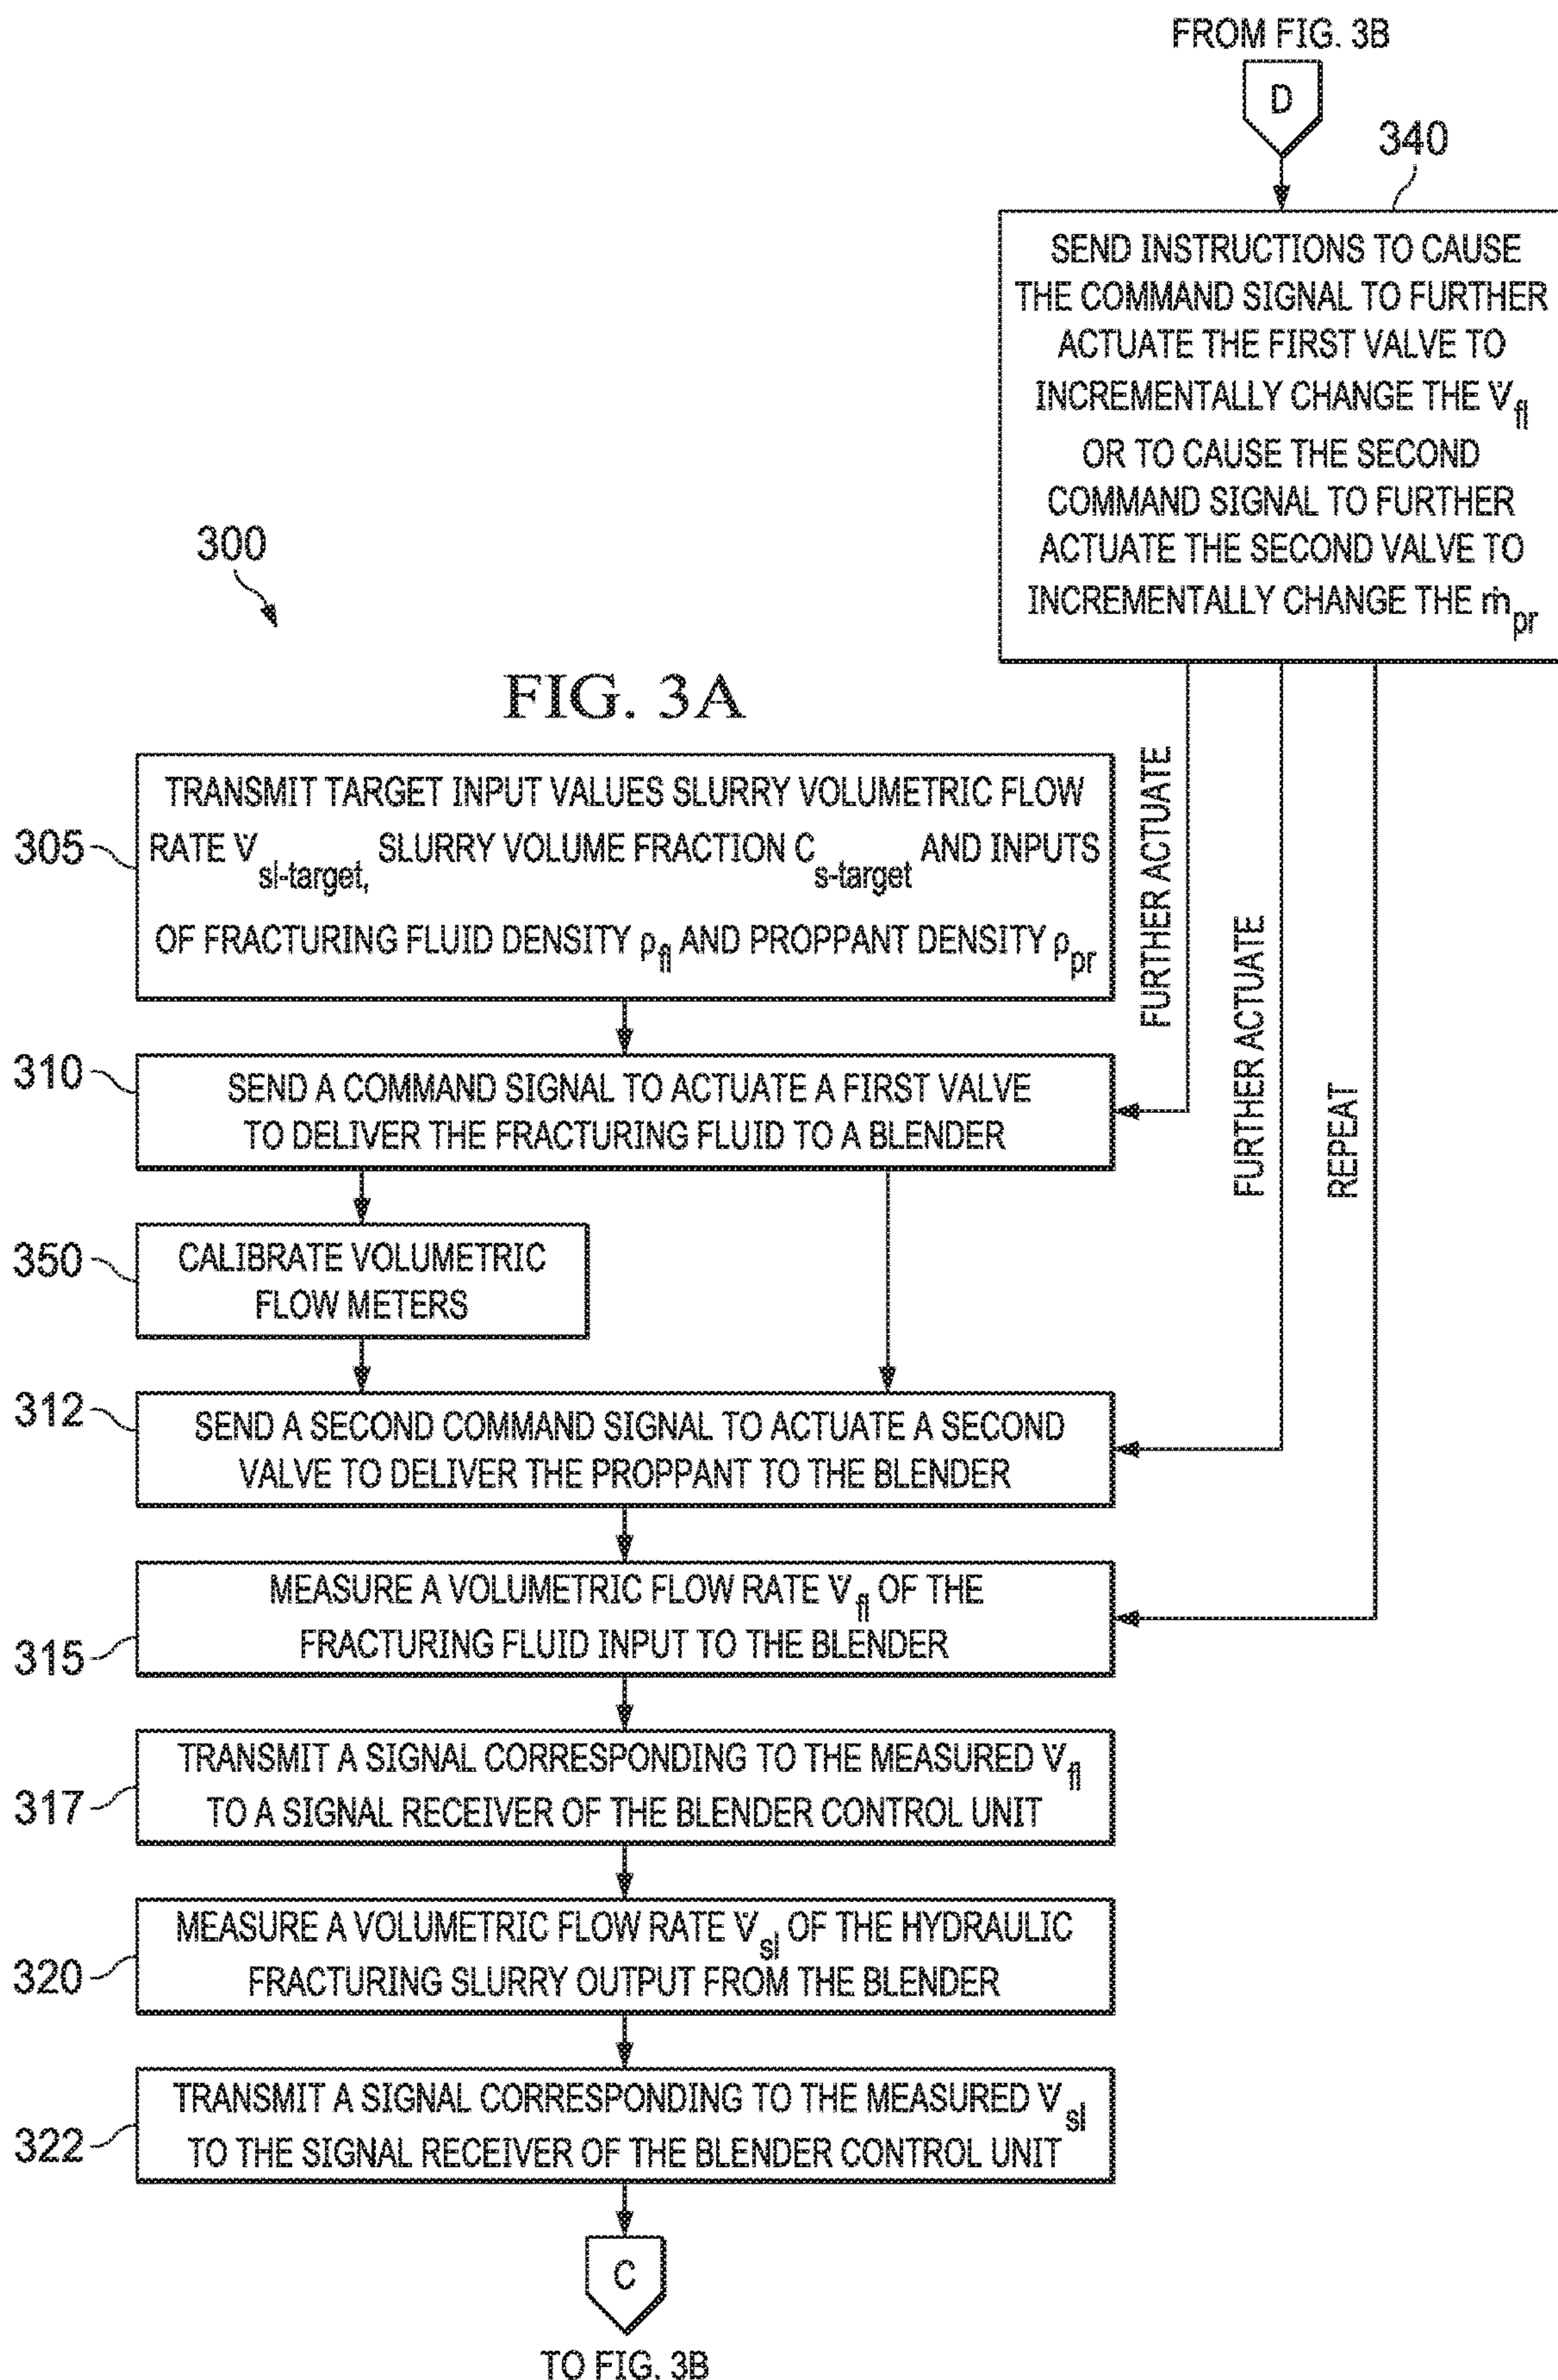 FROM FIG. 3B
D
340
SEND INSTRUCTIONS TO CAUSE
THE COMMAND SIGNAL TO FURTHER
ACTUATE THE FIRST VALVE TO
INCREMENTALLY CHANGE THE V̇fl
OR TO CAUSE THE SECOND
COMMAND SIGNAL TO FURTHER
ACTUATE THE SECOND VALVE TO
INCREMENTALLY CHANGE THE ṁpr
300
FIG. 3A
FURTHER ACTUATE
FURTHER ACTUATE
REPEAT
305
TRANSMIT TARGET INPUT VALUES SLURRY VOLUMETRIC FLOW
RATE V̇sl-target, SLURRY VOLUME FRACTION Cs-target AND INPUTS
OF FRACTURING FLUID DENSITY ρfl AND PROPPANT DENSITY ρpr
310
SEND A COMMAND SIGNAL TO ACTUATE A FIRST VALVE
TO DELIVER THE FRACTURING FLUID TO A BLENDER
350
CALIBRATE VOLUMETRIC
FLOW METERS
312
SEND A SECOND COMMAND SIGNAL TO ACTUATE A SECOND
VALVE TO DELIVER THE PROPPANT TO THE BLENDER
315
MEASURE A VOLUMETRIC FLOW RATE V̇fl OF THE
FRACTURING FLUID INPUT TO THE BLENDER
317
TRANSMIT A SIGNAL CORRESPONDING TO THE MEASURED V̇fl
TO A SIGNAL RECEIVER OF THE BLENDER CONTROL UNIT
320
MEASURE A VOLUMETRIC FLOW RATE V̇sl OF THE HYDRAULIC
FRACTURING SLURRY OUTPUT FROM THE BLENDER
322
TRANSMIT A SIGNAL CORRESPONDING TO THE MEASURED V̇sl
TO THE SIGNAL RECEIVER OF THE BLENDER CONTROL UNIT
C
TO FIG. 3B